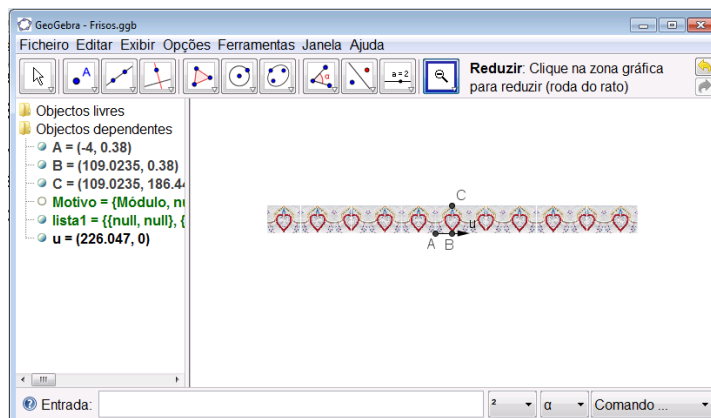 GeoGebra - Frisos.ggb
Ficheiro Editar Exibir Opções Ferramentas Janela Ajuda
A
α
a = 2
Reduzir: Clique na zona gráfica
para reduzir (roda do rato)
Objectos livres
Objectos dependentes
A = (-4, 0.38)
B = (109.0235, 0.38)
C = (109.0235, 186.44
Motivo = {Módulo, nu
lista1 = {{null, null}, {
u = (226.047, 0)
C
u
A B
Entrada:
²
α
Comando ...